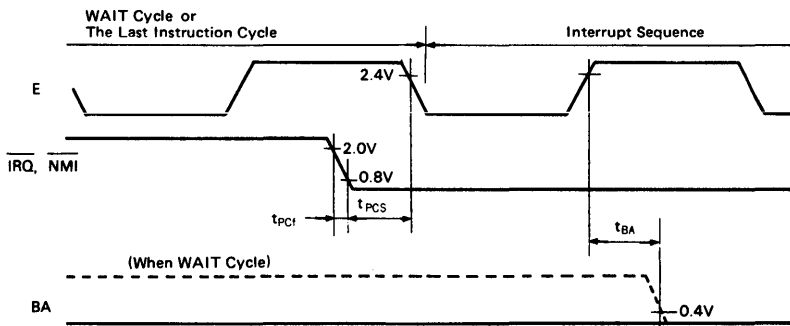 WAIT Cycle or
The Last Instruction Cycle
Interrupt Sequence
E
2.4V
IRQ, NMI
2.0V
0.8V
tPCf
tPCS
tBA
(When WAIT Cycle)
BA
0.4V